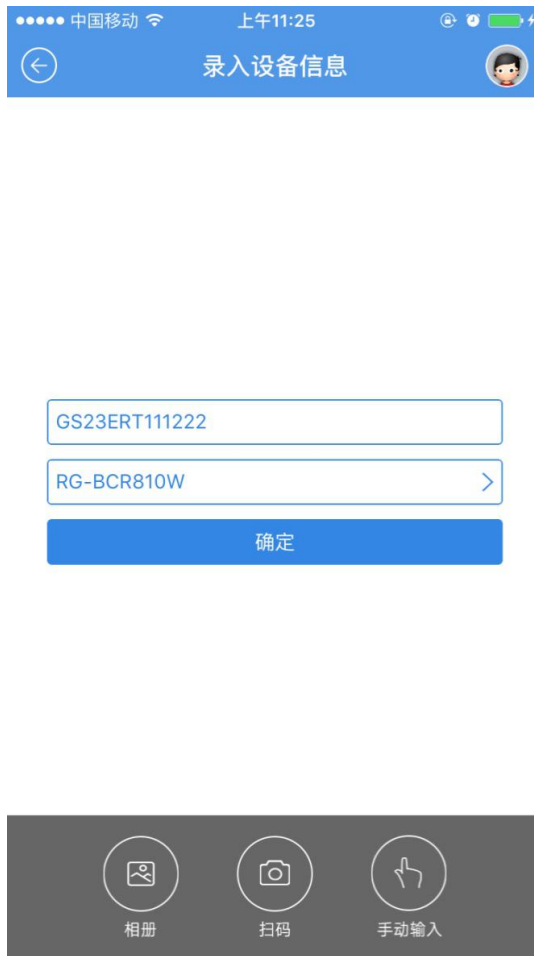 中国移动 上午11:25
录入设备信息
GS23ERT111222
RG-BCR810W
确定
相册 扫码 手动输入